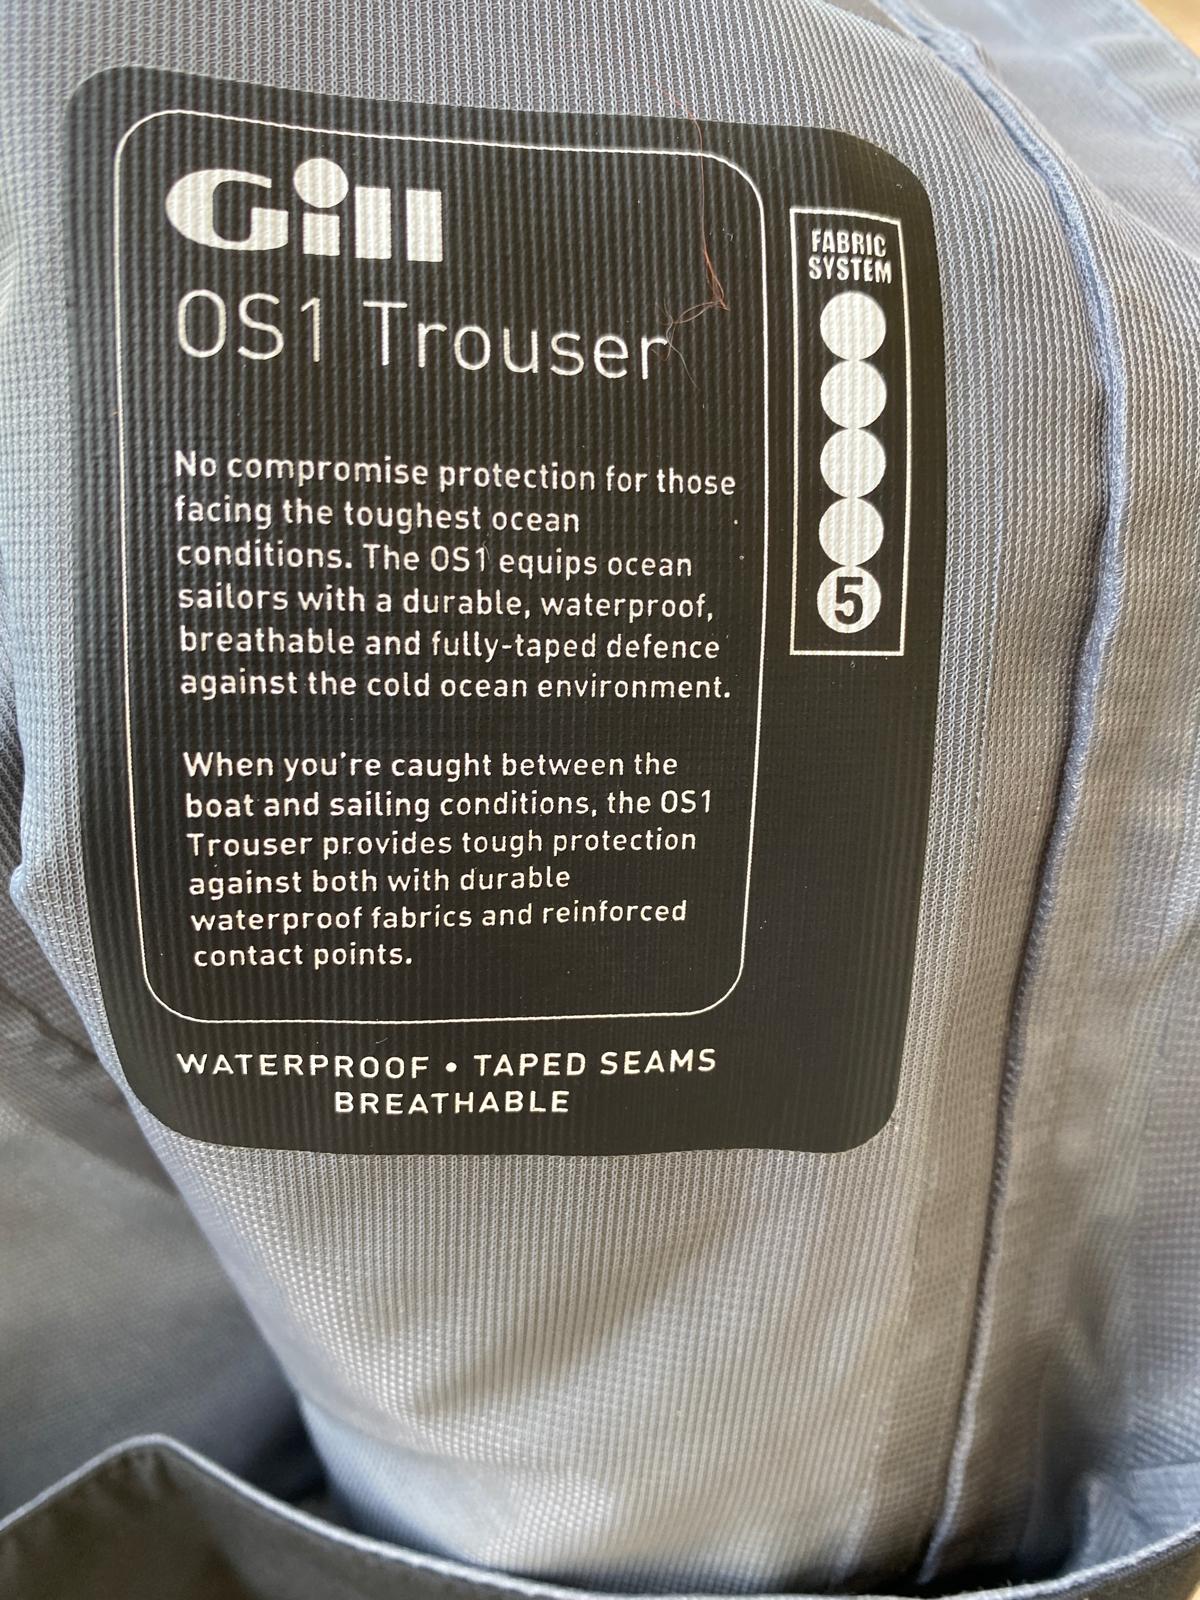 Gill
OS1 Trouser
No compromise protection for those
facing the toughest ocean
conditions. The OS1 equips ocean
sailors with a durable, waterproof,
breathable and fully-taped defence
against the cold ocean environment.
When you're caught between the
boat and sailing conditions, the OS1
Trouser provides tough protection
against both with durable
waterproof fabrics and reinforced
contact points.
WATERPROOF • TAPED SEAMS
BREATHABLE
FABRIC
SYSTEM
5